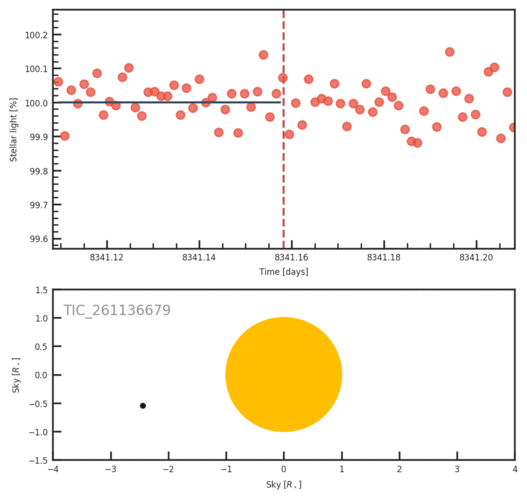 100.2
100.1
100.0
99.9
99.8
99.7
99.6
Stellar light [%]
8341.12 8341.14 8341.16 8341.18 8341.20
Time [days]
TIC_261136679
1.5
1.0
0.5
0.0
−0.5
−1.0
−1.5
Sky [R⋆]
−4 −3 −2 −1 0 1 2 3 4
Sky [R⋆]